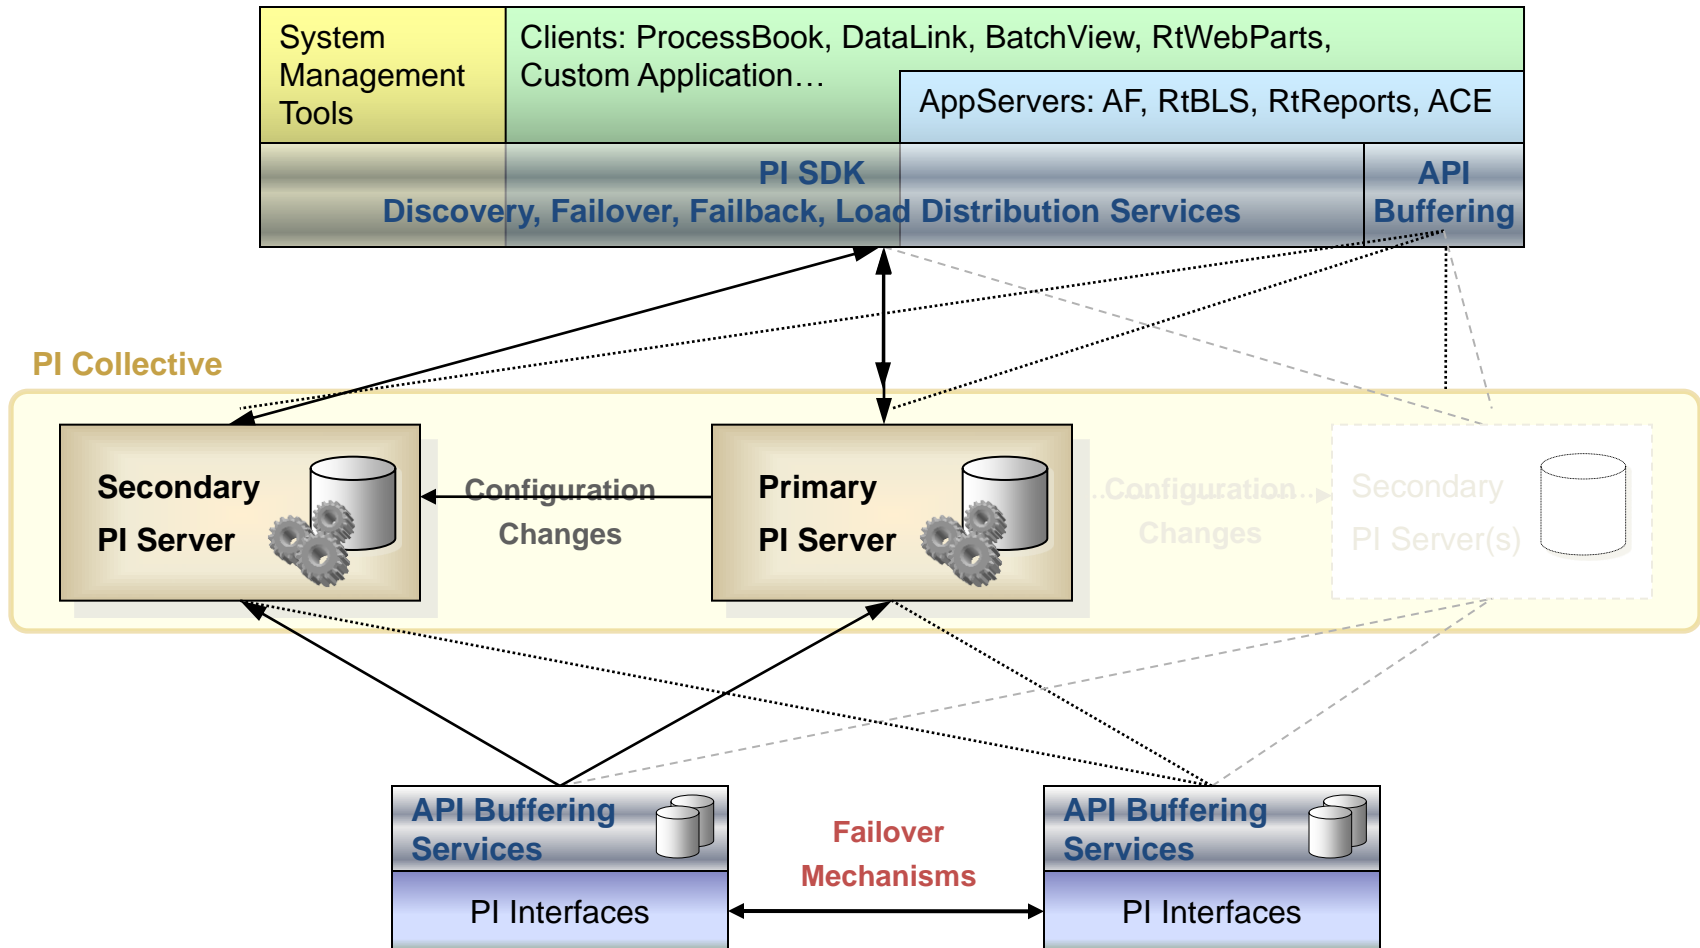 System
Management
Tools
Clients: ProcessBook, DataLink, BatchView, RtWebParts,
Custom Application…
AppServers: AF, RtBLS, RtReports, ACE
PI SDK
Discovery, Failover, Failback, Load Distribution Services
API
Buffering
PI Collective
Secondary
PI Server
Configuration
Changes
Primary
PI Server
Configuration
Changes
Secondary
PI Server(s)
API Buffering
Services
PI Interfaces
Failover
Mechanisms
API Buffering
Services
PI Interfaces